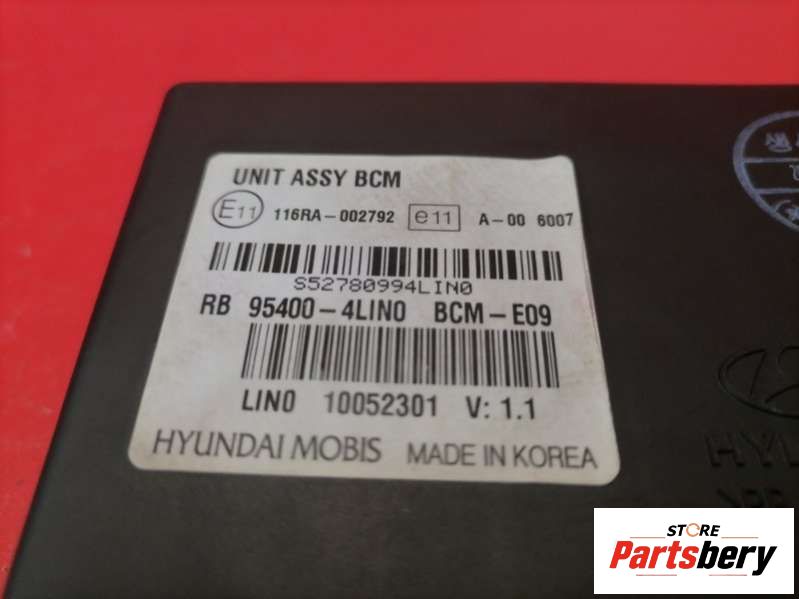 UNIT ASSY BCM
E11 116RA-002792 e11 A-00 6007
S52780994LIN0
RB 95400-4LIN0 BCM-E09
LIN0 10052301 V: 1.1
HYUNDAI MOBIS MADE IN KOREA
STORE
Partsbery